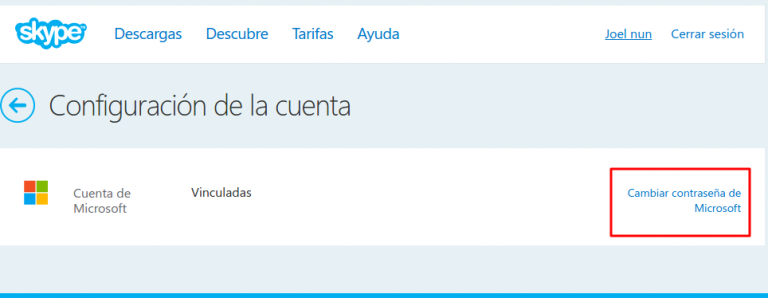 skype Descargas Descubre Tarifas Ayuda Joel nun Cerrar sesión
Configuración de la cuenta
Cuenta de
Microsoft
Vinculadas
Cambiar contraseña de
Microsoft